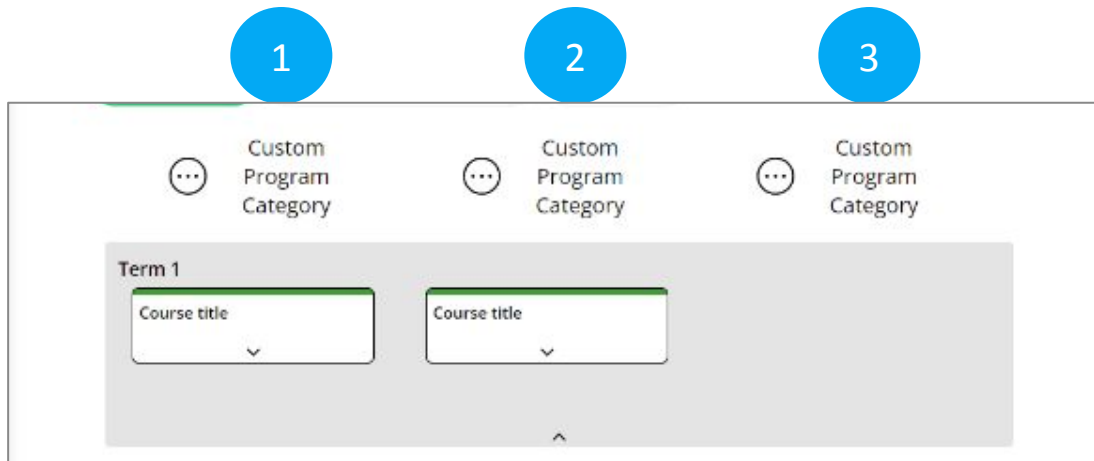 1 2 3
Custom Custom Custom
Program Program Program
Category Category Category
Term 1
Course title Course title